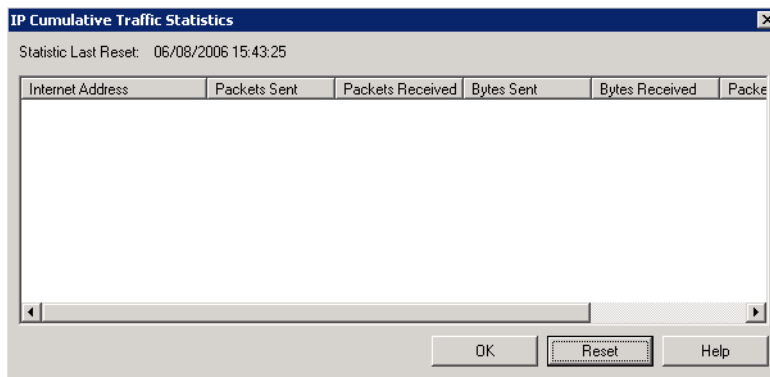 IP Cumulative Traffic Statistics
Statistic Last Reset: 06/08/2006 15:43:25
Internet Address Packets Sent Packets Received Bytes Sent Bytes Received Packe
OK Reset Help